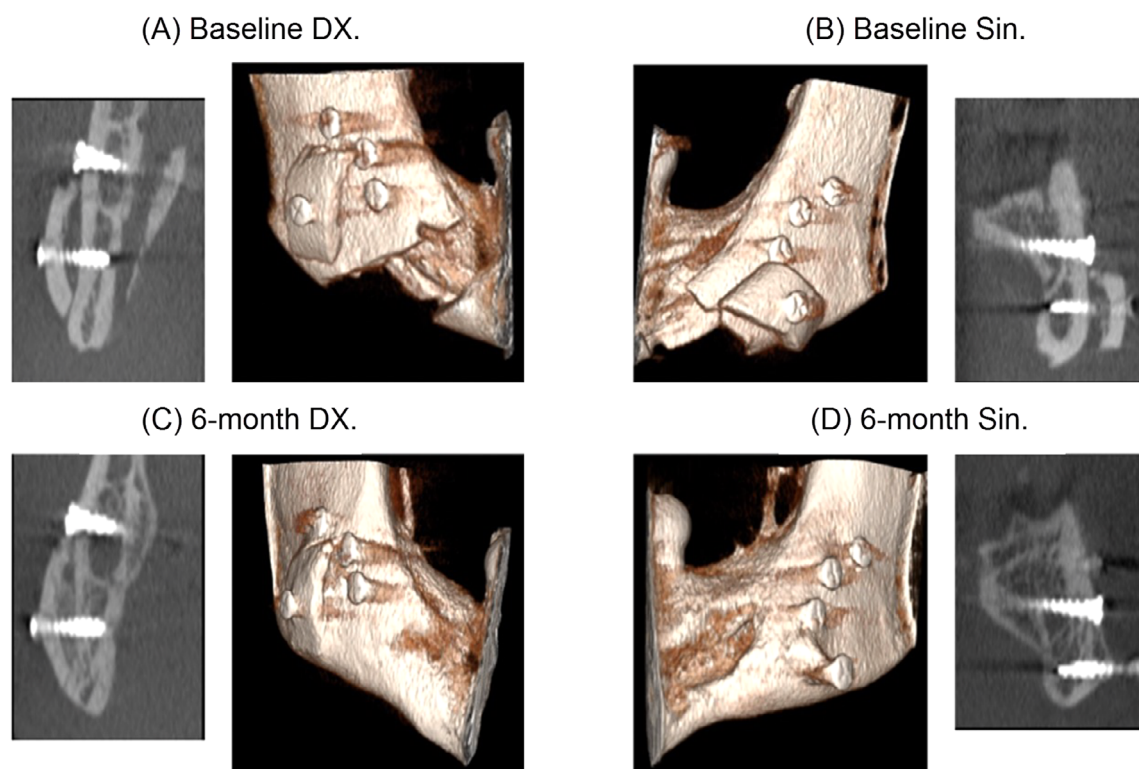 (A) Baseline DX.
(B) Baseline Sin.
(C) 6-month DX.
(D) 6-month Sin.